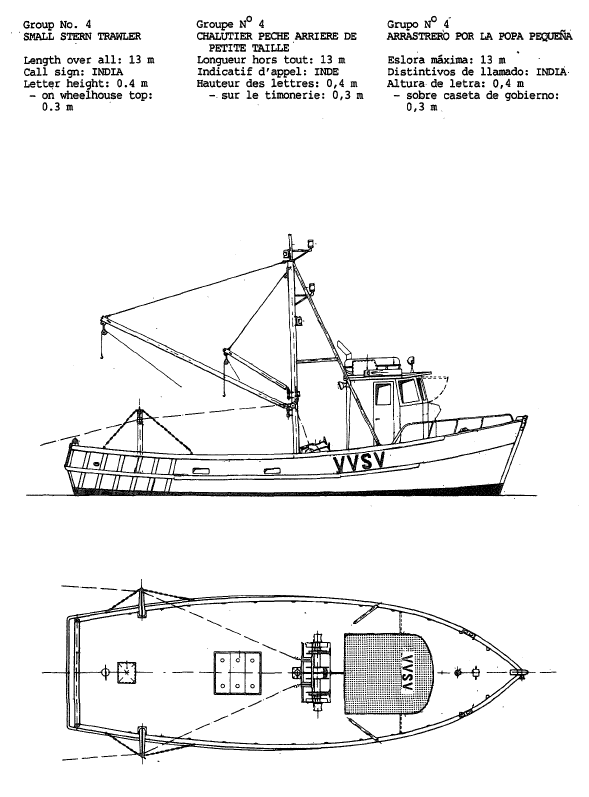 Group No. 4
SMALL STERN TRAWLER
Length over all: 13 m
Call sign: INDIA
Letter height: 0.4 m
- on wheelhouse top:
0.3 m
Groupe Nº 4
CHALUTIER PECHE ARRIERE DE
PETITE TAILLE
Longueur hors tout: 13 m
Indicatif d'appel: INDE
Hauteur des lettres: 0,4 m
- sur le timonerie: 0,3 m
Grupo Nº 4
ARRASTRERO POR LA POPA PEQUEÑA
Eslora máxima: 13 m
Distintivos de llamado: INDIA
Altura de letra: 0,4 m
- sobre caseta de gobierno:
0,3 m
VVSV
VVSV